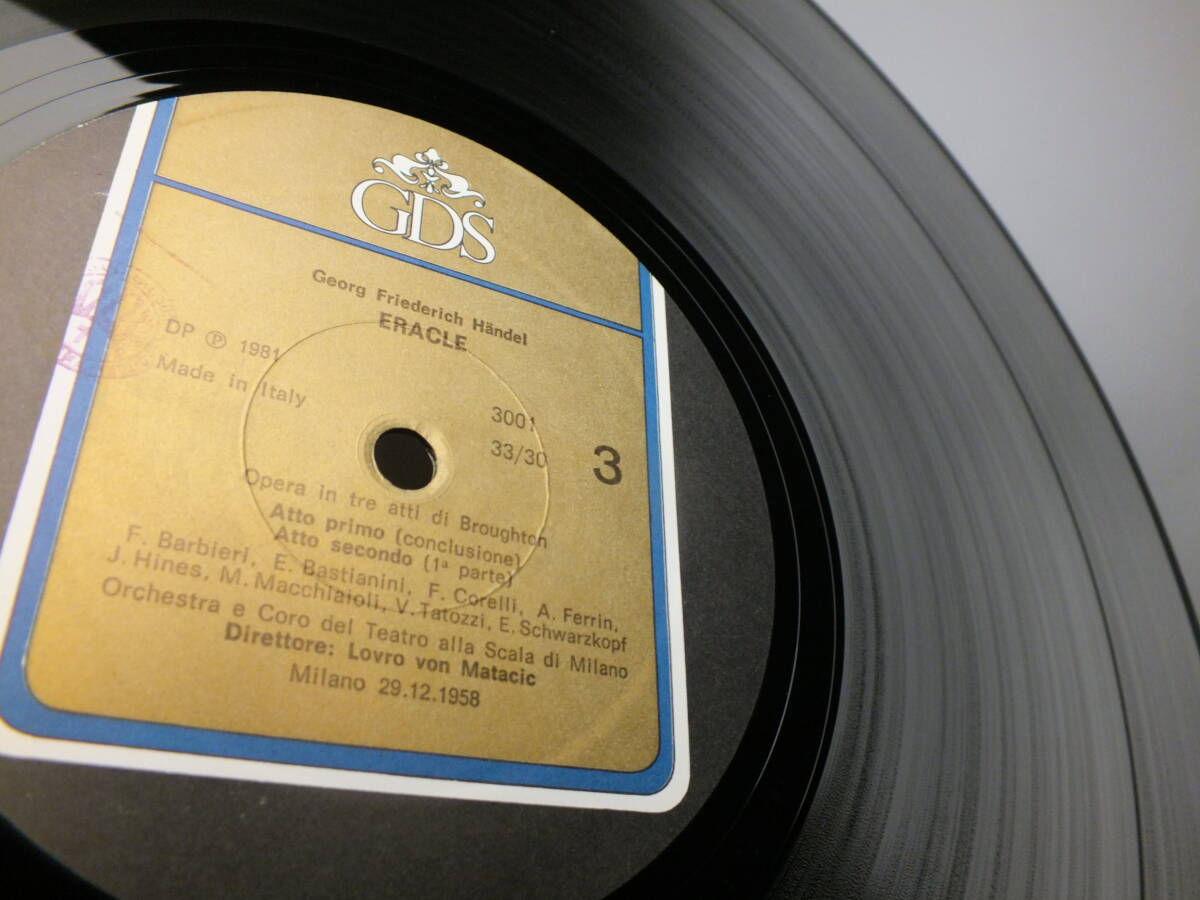 GDS
Georg Friederich Händel
ERACLE
DP Ⓟ 1981
Made in Italy
3001
33/30
3
Opera in tre atti di Broughton
Atto primo (conclusione)
Atto secondo (1ª parte)
F. Barbieri, E. Bastianini, F. Corelli, A. Ferrin,
J. Hines, M. Macchiaioli, V. Tatozzi, E. Schwarzkopf
Orchestra e Coro del Teatro alla Scala di Milano
Direttore: Lovro von Matacic
Milano 29.12.1958